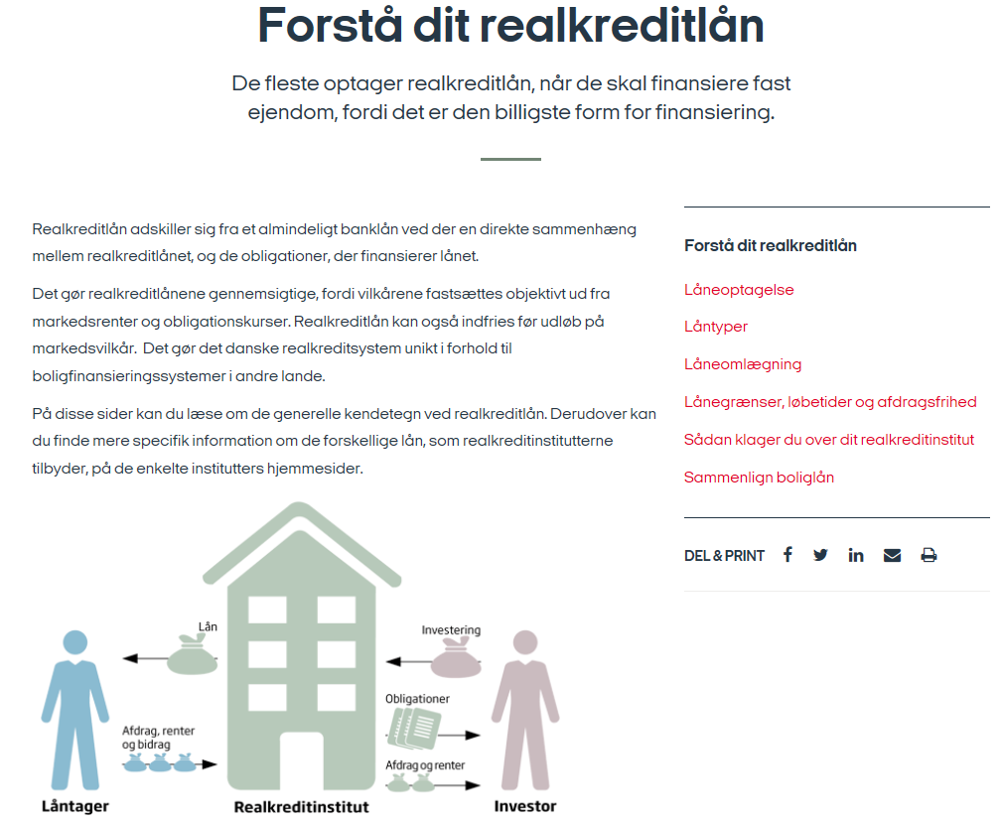 Forstå dit realkreditlån
De fleste optager realkreditlån, når de skal finansiere fast
ejendom, fordi det er den billigste form for finansiering.
Realkreditlån adskiller sig fra et almindeligt banklån ved der en direkte sammenhæng
mellem realkreditlånet, og de obligationer, der finansierer lånet.
Det gør realkreditlånene gennemsigtige, fordi vilkårene fastsættes objektivt ud fra
markedsrenter og obligationskurser. Realkreditlån kan også indfries før udløb på
markedsvilkår.  Det gør det danske realkreditsystem unikt i forhold til
boligfinansieringssystemer i andre lande.
På disse sider kan du læse om de generelle kendetegn ved realkreditlån. Derudover kan
du finde mere specifik information om de forskellige lån, som realkreditinstitutterne
tilbyder, på de enkelte institutters hjemmesider.
Forstå dit realkreditlån
Låneoptagelse
Låntyper
Låneomlægning
Lånegrænser, løbetider og afdragsfrihed
Sådan klager du over dit realkreditinstitut
Sammenlign boliglån
DEL & PRINT
Lån
Investering
Obligationer
Afdrag, renter
og bidrag
Afdrag og renter
Låntager
Realkreditinstitut
Investor